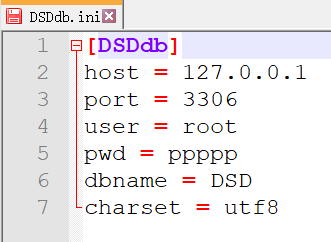 DSDdb.ini
1 [DSDdb]
2 host = 127.0.0.1
3 port = 3306
4 user = root
5 pwd = ppppp
6 dbname = DSD
7 charset = utf8